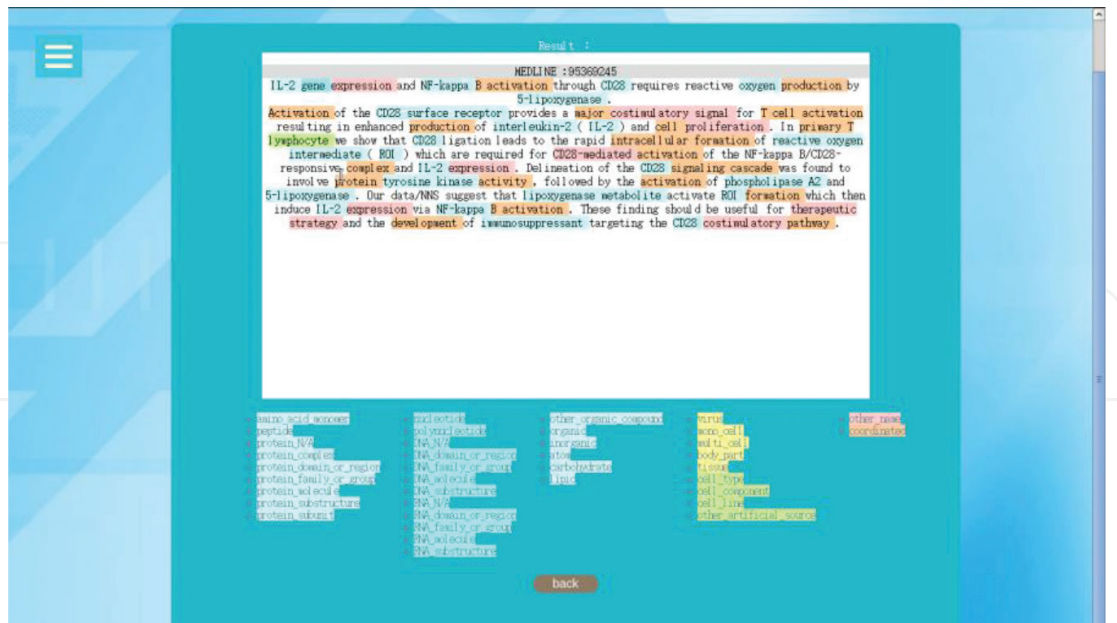 Result :
MEDLINE :95369245
IL-2 gene expression and NF-kappa B activation through CD28 requires reactive oxygen production by
5-lipoxygenase .
Activation of the CD28 surface receptor provides a major costimulatory signal for T cell activation
resulting in enhanced production of interleukin-2 ( IL-2 ) and cell proliferation . In primary T
lymphocyte we show that CD28 ligation leads to the rapid intracellular formation of reactive oxygen
intermediate ( ROI ) which are required for CD28-mediated activation of the NF-kappa B/CD28-
responsive complex and IL-2 expression . Delineation of the CD28 signaling cascade was found to
involve protein tyrosine kinase activity , followed by the activation of phospholipase A2 and
5-lipoxygenase . Our data/NNS suggest that lipoxygenase metabolite activate ROI formation which then
induce IL-2 expression via NF-kappa B activation . These finding should be useful for therapeutic
strategy and the development of immunosuppressant targeting the CD28 costimulatory pathway .
amino_acid_monomer
peptide
protein_N/A
protein_complex
protein_domain_or_region
protein_family_or_group
protein_molecule
protein_substructure
protein_subunit
nucleotide
polynucleotide
DNA_N/A
DNA_domain_or_region
DNA_family_or_group
DNA_molecule
DNA_substructure
RNA_N/A
RNA_domain_or_region
RNA_family_or_group
RNA_molecule
RNA_substructure
other_organic_compound
organic
inorganic
atom
carbohydrate
lipid
virus
mono_cell
multi_cell
body_part
tissue
cell_type
cell_component
cell_line
other_artificial_source
other_name
coordinated
back